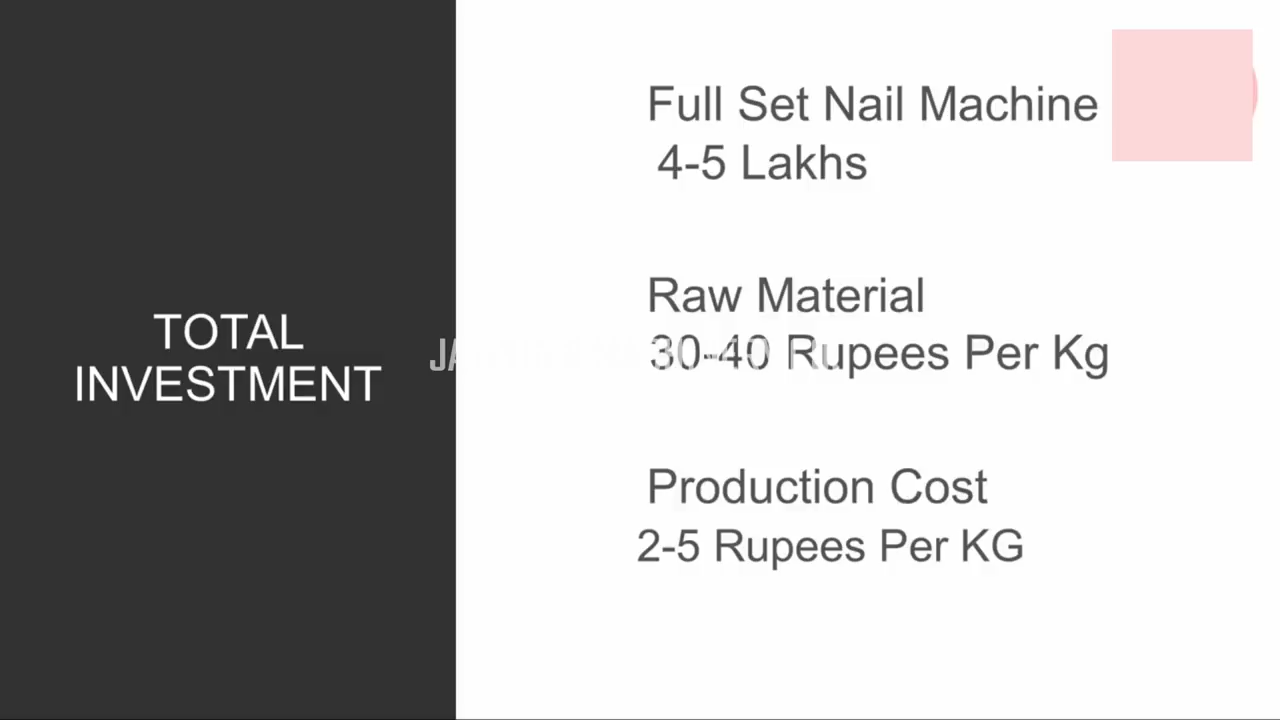 TOTAL
INVESTMENT
Full Set Nail Machine
4-5 Lakhs
Raw Material
30-40 Rupees Per Kg
Production Cost
2-5 Rupees Per KG